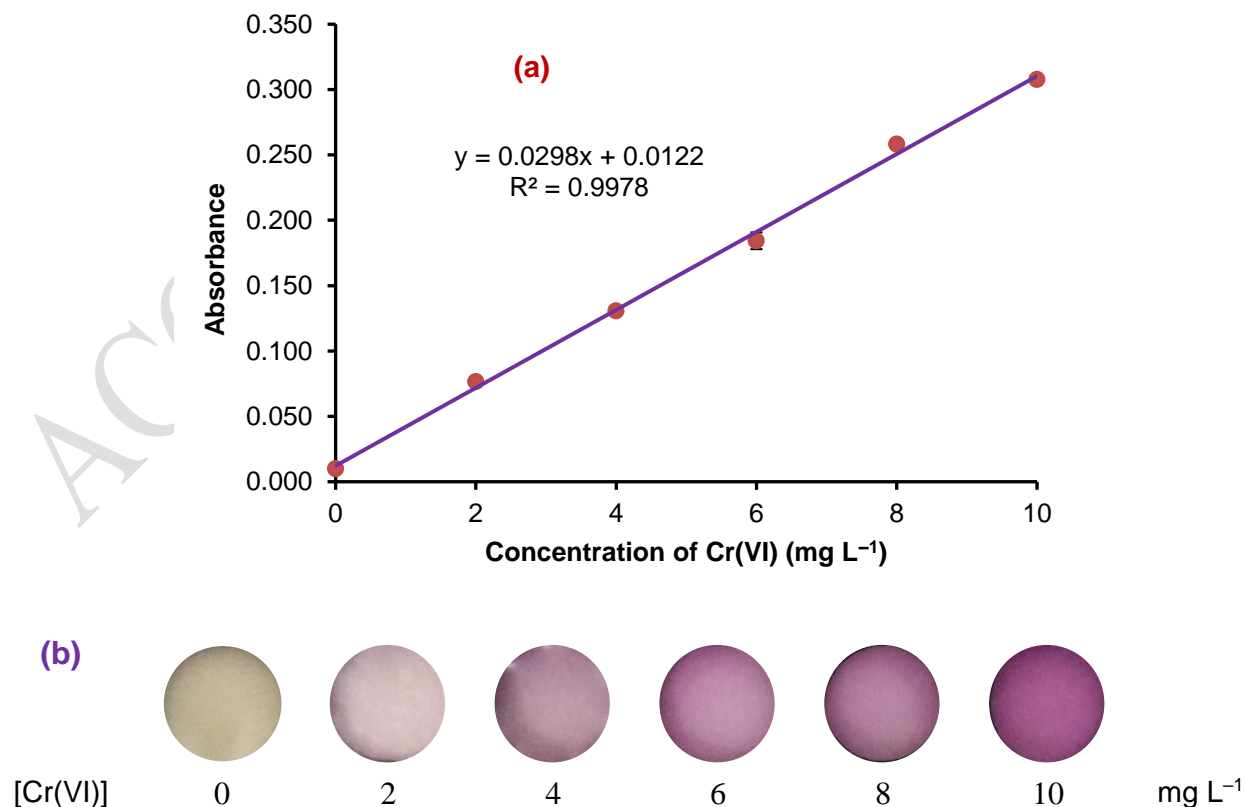 0.350
(a)
0.300
0.250
y = 0.0298x + 0.0122
R² = 0.9978
0.200
0.150
0.100
0.050
0.000
Absorbance
0 2 4 6 8 10
Concentration of Cr(VI) (mg L⁻¹)
(b)
[Cr(VI)] 0 2 4 6 8 10 mg L⁻¹